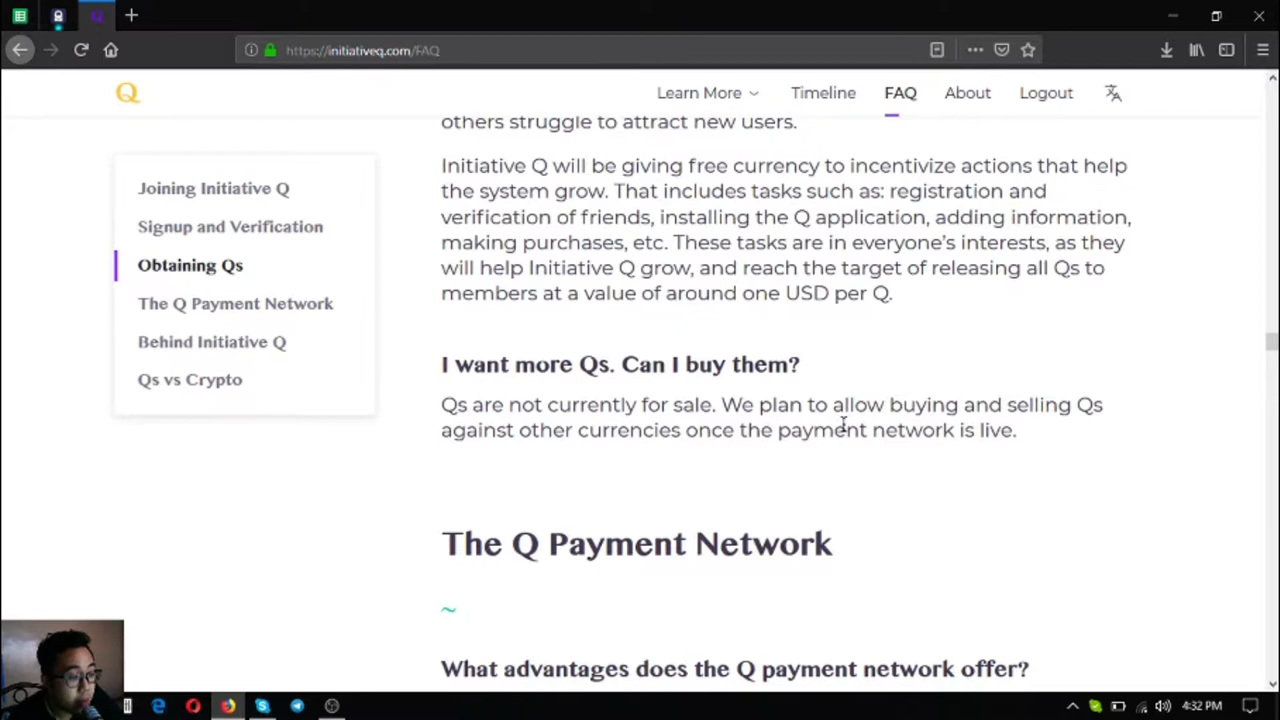 https://initiativeq.com/FAQ
Q
Learn More
Timeline
FAQ
About
Logout
others struggle to attract new users.
Joining Initiative Q
Signup and Verification
Obtaining Qs
The Q Payment Network
Behind Initiative Q
Qs vs Crypto
Initiative Q will be giving free currency to incentivize actions that help
the system grow. That includes tasks such as: registration and
verification of friends, installing the Q application, adding information,
making purchases, etc. These tasks are in everyone's interests, as they
will help Initiative Q grow, and reach the target of releasing all Qs to
members at a value of around one USD per Q.
I want more Qs. Can I buy them?
Qs are not currently for sale. We plan to allow buying and selling Qs
against other currencies once the payment network is live.
The Q Payment Network
~
What advantages does the Q payment network offer?
4:32 PM